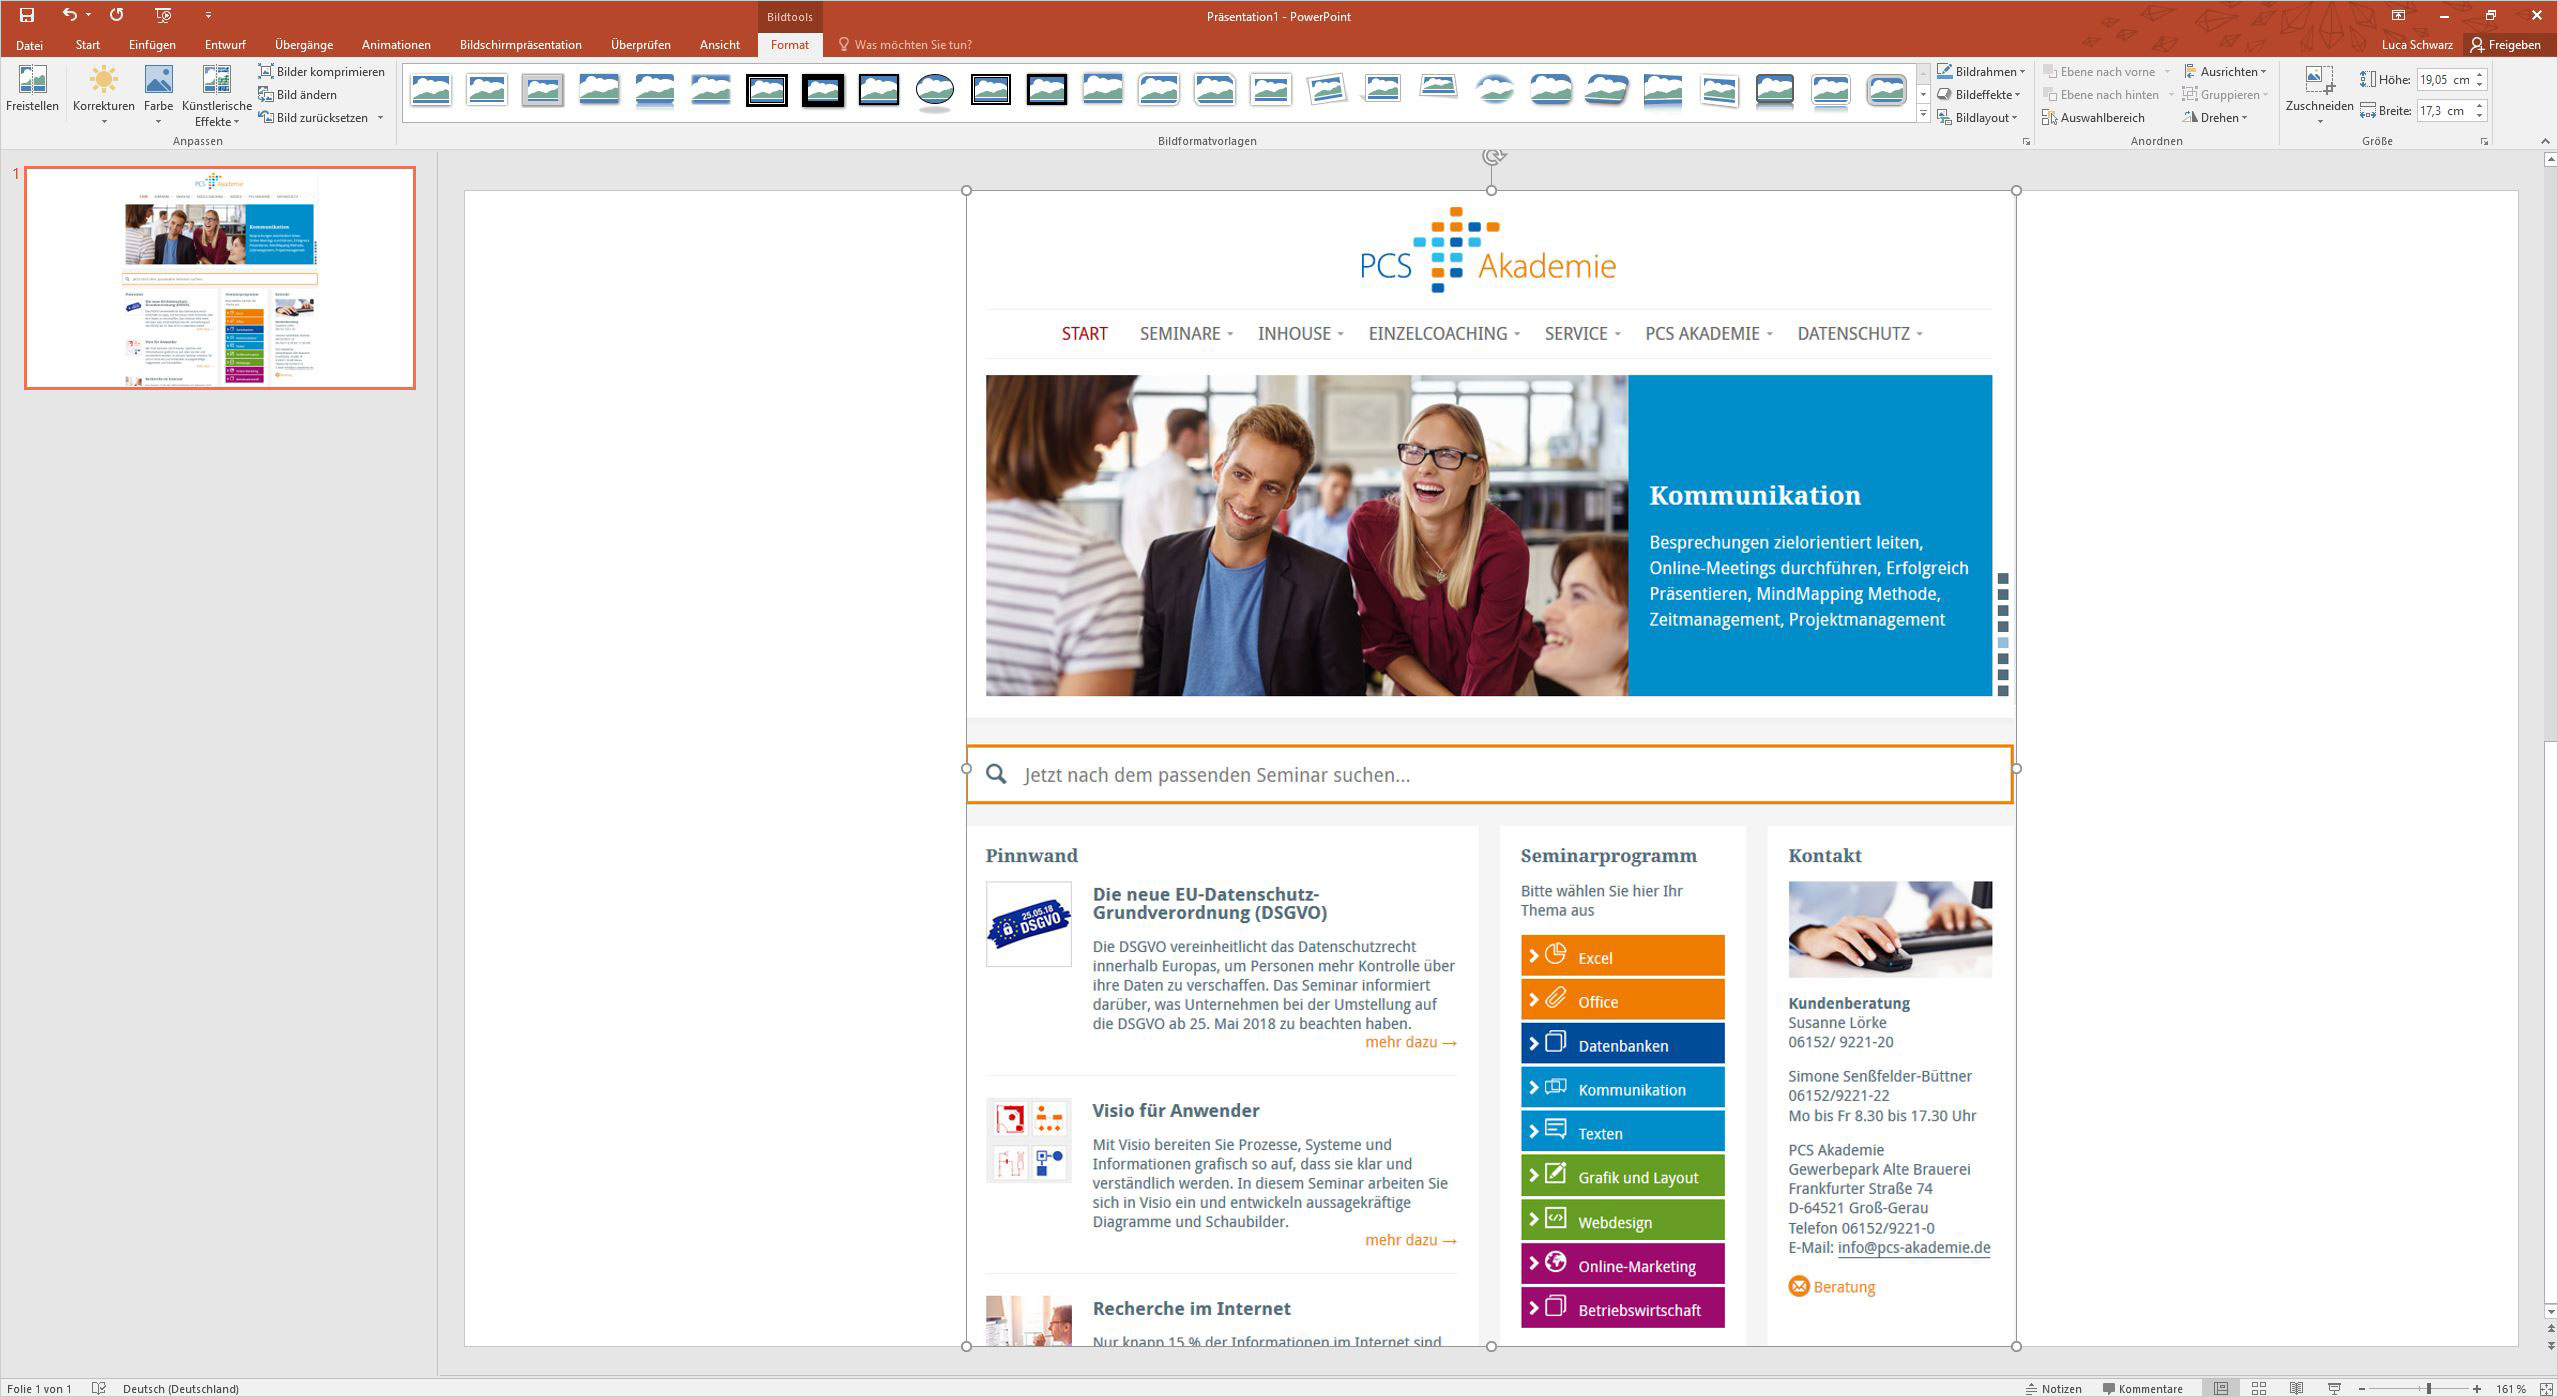 Bildtools
Präsentation1 - PowerPoint
Datei
Start
Einfügen
Entwurf
Übergänge
Animationen
Bildschirmpräsentation
Überprüfen
Ansicht
Format
Was möchten Sie tun?
Luca Schwarz
Freigeben
Freistellen
Korrekturen
Farbe
Künstlerische
Effekte
Bilder komprimieren
Bild ändern
Bild zurücksetzen
Anpassen
Bildformatvorlagen
Bildrahmen
Bildeffekte
Bildlayout
Ebene nach vorne
Ebene nach hinten
Auswahlbereich
Ausrichten
Gruppieren
Drehen
Anordnen
Zuschneiden
Höhe: 19,05 cm
Breite: 17,3 cm
Größe
1
PCS Akademie
START SEMINARE INHOUSE EINZELCOACHING SERVICE PCS AKADEMIE DATENSCHUTZ
Kommunikation
Besprechungen zielorientiert leiten,
Online-Meetings durchführen, Erfolgreich
Präsentieren, MindMapping Methode,
Zeitmanagement, Projektmanagement
Jetzt nach dem passenden Seminar suchen...
Pinnwand
25.05.18
DSGVO
Die neue EU-Datenschutz-
Grundverordnung (DSGVO)
Die DSGVO vereinheitlicht das Datenschutzrecht
innerhalb Europas, um Personen mehr Kontrolle über
ihre Daten zu verschaffen. Das Seminar informiert
darüber, was Unternehmen bei der Umstellung auf
die DSGVO ab 25. Mai 2018 zu beachten haben.
mehr dazu →
Visio für Anwender
Mit Visio bereiten Sie Prozesse, Systeme und
Informationen grafisch so auf, dass sie klar und
verständlich werden. In diesem Seminar arbeiten Sie
sich in Visio ein und entwickeln aussagekräftige
Diagramme und Schaubilder.
mehr dazu →
Recherche im Internet
Nur knapp 15 % der Informationen im Internet sind
Seminarprogramm
Bitte wählen Sie hier Ihr
Thema aus
Excel
Office
Datenbanken
Kommunikation
Texten
Grafik und Layout
Webdesign
Online-Marketing
Betriebswirtschaft
Kontakt
Kundenberatung
Susanne Lörke
06152/ 9221-20
Simone Senßfelder-Büttner
06152/9221-22
Mo bis Fr 8.30 bis 17.30 Uhr
PCS Akademie
Gewerbepark Alte Brauerei
Frankfurter Straße 74
D-64521 Groß-Gerau
Telefon 06152/9221-0
E-Mail: info@pcs-akademie.de
Beratung
Folie 1 von 1
Deutsch (Deutschland)
Notizen
Kommentare
161 %